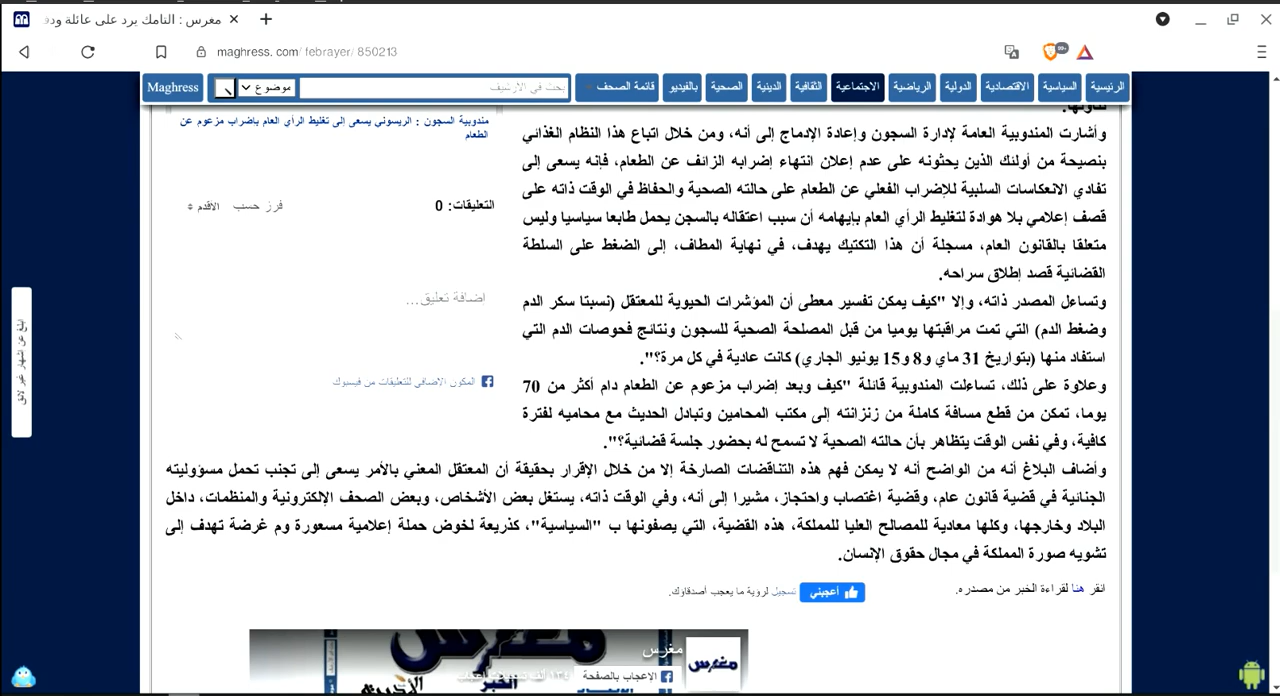 مغرس : التامك يرد على عائلة ودف
maghress.com/febrayer/850213
الرئيسية
السياسية
الاقتصادية
الدولية
الرياضية
الاجتماعية
الثقافية
الدينية
الصحية
بالفيديو
قائمة الصحف
بحث في الارشيف
موضوع
Maghress
وأشارت المندوبية العامة لإدارة السجون وإعادة الإدماج إلى أنه، ومن خلال اتباع هذا النظام الغذائي
بنصيحة من أولئك الذين يحثونه على عدم إعلان انتهاء إضرابه الزائف عن الطعام، فإنه يسعى إلى
تفادي الانعكاسات السلبية للإضراب الفعلي عن الطعام على حالته الصحية والحفاظ في الوقت ذاته على
قصف إعلامي بلا هوادة لتغليط الرأي العام بإيهامه أن سبب اعتقاله بالسجن يحمل طابعا سياسيا وليس
متعلقا بالقانون العام، مسجلة أن هذا التكتيك يهدف، في نهاية المطاف، إلى الضغط على السلطة
القضائية قصد إطلاق سراحه.
وتساءل المصدر ذاته، وإلا "كيف يمكن تفسير معطى أن المؤشرات الحيوية للمعتقل (نسبتا سكر الدم
وضغط الدم) التي تمت مراقبتها يوميا من قبل المصلحة الصحية للسجون ونتائج فحوصات الدم التي
استفاد منها (بتواريخ 31 ماي و8 و15 يونيو الجاري) كانت عادية في كل مرة؟".
وعلاوة على ذلك، تساءلت المندوبية قائلة "كيف وبعد إضراب مزعوم عن الطعام دام أكثر من 70
يوما، تمكن من قطع مسافة كاملة من زنزانته إلى مكتب المحامين وتبادل الحديث مع محاميه لفترة
كافية، وفي نفس الوقت يتظاهر بأن حالته الصحية لا تسمح له بحضور جلسة قضائية؟".
وأضاف البلاغ أنه من الواضح أنه لا يمكن فهم هذه التناقضات الصارخة إلا من خلال الإقرار بحقيقة أن المعتقل المعني بالأمر يسعى إلى تجنب تحمل مسؤوليته
الجنائية في قضية قانون عام، وقضية اغتصاب واحتجاز، مشيرا إلى أنه، وفي الوقت ذاته، يستغل بعض الأشخاص، وبعض الصحف الإلكترونية والمنظمات، داخل
البلاد وخارجها، وكلها معادية للمصالح العليا للمملكة، هذه القضية، التي يصفونها ب "السياسية"، كذريعة لخوض حملة إعلامية مسعورة وم غرضة تهدف إلى
تشويه صورة المملكة في مجال حقوق الإنسان.
انقر هنا لقراءة الخبر من مصدره.
أعجبني
تسجيل لرؤية ما يعجب أصدقاؤك.
مغرس
الإعجاب بالصفحة
مغرس
الخبر
مندوبية السجون : الريسوني يسعى إلى تغليط الرأي العام باضراب مزعوم عن
الطعام
التعليقات: 0
فرز حسب
الأقدم
اضافة تعليق...
المكون الاضافي للتعليقات من فيسبوك
ابلغ عن اشهار غير لائق